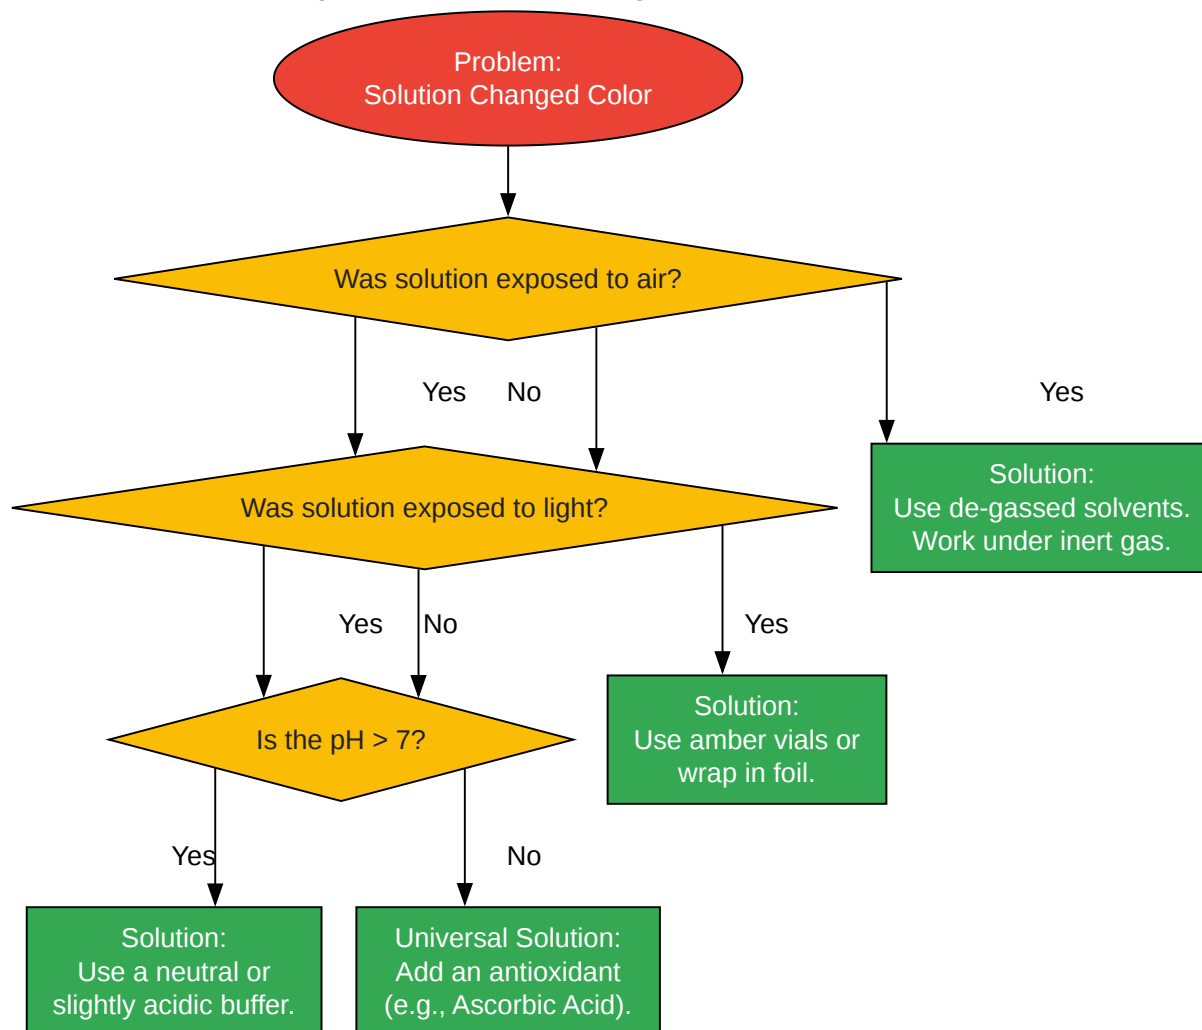 Problem:
Solution Changed Color
Was solution exposed to air?
Yes
No
Yes
Solution:
Use de-gassed solvents.
Work under inert gas.
Was solution exposed to light?
Yes
No
Yes
Solution:
Use amber vials or
wrap in foil.
Is the pH > 7?
Yes
No
Solution:
Use a neutral or
slightly acidic buffer.
Universal Solution:
Add an antioxidant
(e.g., Ascorbic Acid).